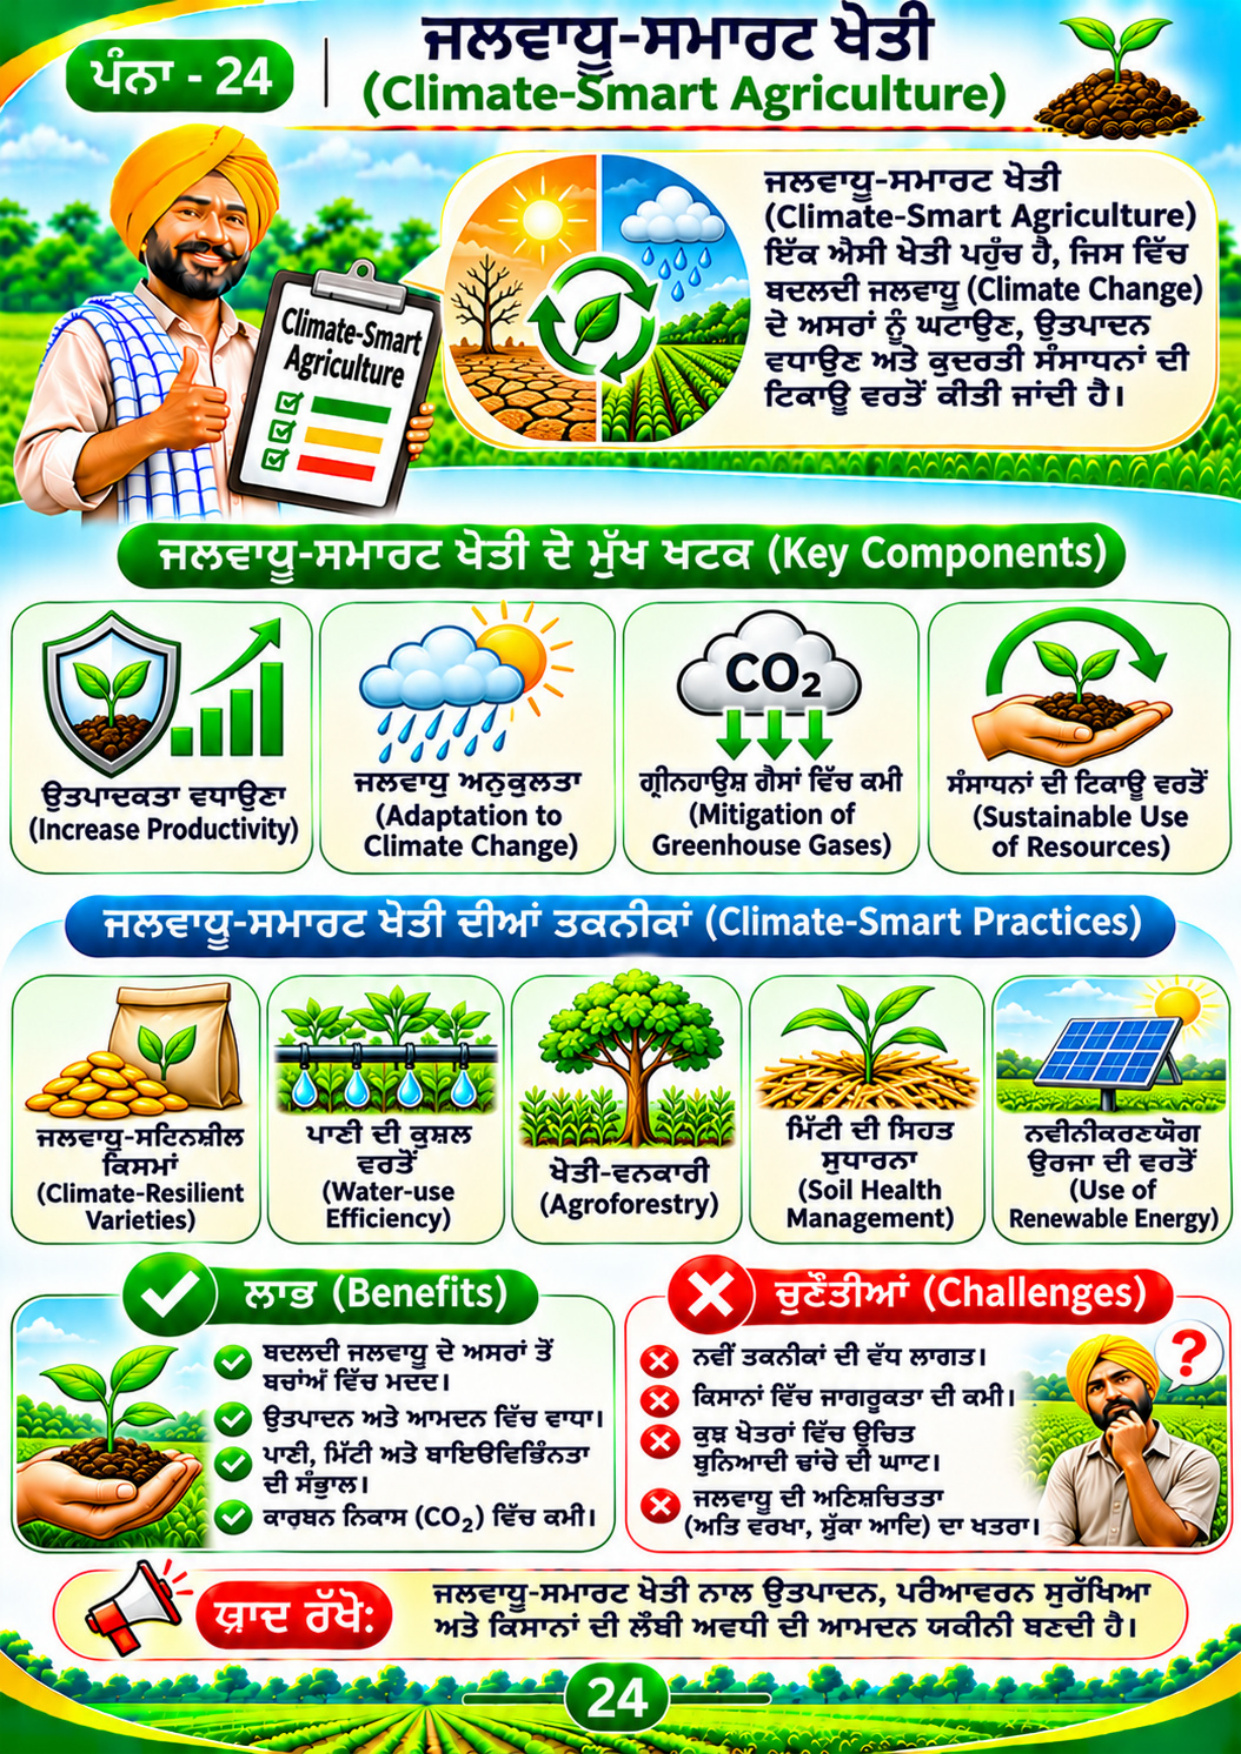 ਪੰਨਾ - 24
ਜਲਵਾਯੂ-ਸਮਾਰਟ ਖੇਤੀ
(Climate-Smart Agriculture)
Climate-Smart
Agriculture
ਜਲਵਾਯੂ-ਸਮਾਰਟ ਖੇਤੀ
(Climate-Smart Agriculture)
ਇੱਕ ਐਸੀ ਖੇਤੀ ਪਹੁੰਚ ਹੈ, ਜਿਸ ਵਿੱਚ
ਬਦਲਦੀ ਜਲਵਾਯੂ (Climate Change)
ਦੇ ਅਸਰਾਂ ਨੂੰ ਘਟਾਉਣ, ਉਤਪਾਦਨ
ਵਧਾਉਣ ਅਤੇ ਕੁਦਰਤੀ ਸੰਸਾਧਨਾਂ ਦੀ
ਟਿਕਾਊ ਵਰਤੋਂ ਕੀਤੀ ਜਾਂਦੀ ਹੈ।
ਜਲਵਾਯੂ-ਸਮਾਰਟ ਖੇਤੀ ਦੇ ਮੁੱਖ ਖਟਕ (Key Components)
ਉਤਪਾਦਕਤਾ ਵਧਾਉਣਾ
(Increase Productivity)
ਜਲਵਾਯੁ ਅਨੁਕੁਲਤਾ
(Adaptation to
Climate Change)
CO₂
ਗ੍ਰੀਨਹਾਉਸ਼ ਗੈਸਾਂ ਵਿੱਚ ਕਮੀ
(Mitigation of
Greenhouse Gases)
ਸੰਸਾਧਨਾਂ ਦੀ ਟਿਕਾਊ ਵਰਤੋਂ
(Sustainable Use
of Resources)
ਜਲਵਾਯੂ-ਸਮਾਰਟ ਖੇਤੀ ਦੀਆਂ ਤਕਨੀਕਾਂ (Climate-Smart Practices)
ਜਲਵਾਯੂ-ਸਟਿਨਸ਼ੀਲ
ਕਿਸਮਾਂ
(Climate-Resilient
Varieties)
ਪਾਣੀ ਦੀ ਕੁਸ਼ਲ
ਵਰਤੋਂ
(Water-use
Efficiency)
ਖੇਤੀ-ਵਨਕਾਰੀ
(Agroforestry)
ਮਿੱਟੀ ਦੀ ਸਿਹਤ
ਸੁਧਾਰਨਾ
(Soil Health
Management)
ਨਵੀਨੀਕਰਣਯੋਗ
ਉਰਜਾ ਦੀ ਵਰਤੋਂ
(Use of
Renewable Energy)
ਲਾਭ (Benefits)
ਬਦਲਦੀ ਜਲਵਾਯੂ ਦੇ ਅਸਰਾਂ ਤੋਂ
ਵਿੱਚ ਮਦਦ।
ਉਤਪਾਦਨ ਅਤੇ ਆਮਦਨ ਵਿੱਚ ਵਾਧਾ।
ਪਾਣੀ, ਮਿੱਟੀ ਅਤੇ
ਦੀ ਸੰਭਾਲ।
ਕਾਰਬਨ ਨਿਕਾਸ (CO₂) ਵਿੱਚ ਕਮੀ।
ਚੁਣੌਤੀਆਂ (Challenges)
ਨਵੀਂ ਤਕਨੀਕਾਂ ਦੀ ਵੱਧ ਲਾਗਤ।
ਕਿਸਾਨਾਂ ਵਿੱਚ ਜਾਗਰੂਕਤਾ ਦੀ ਕਮੀ।
ਕੁਝ ਖੇਤਰਾਂ ਵਿੱਚ ਉਚਿਤ
ਬੁਨਿਆਦੀ ਢਾਂਚੇ ਦੀ ਘਾਟ।
ਜਲਵਾਯੂ ਦੀ ਅਣਿਸ਼ਚਿਤਤਾ
(ਅਤਿ ਵਰਖਾ, ਸੁੱਕਾ ਆਦਿ) ਦਾ ਖਤਰਾ।
?
ਯਾਦ ਰੱਖੋ:
ਜਲਵਾਯੂ-ਸਮਾਰਟ ਖੇਤੀ ਨਾਲ ਉਤਪਾਦਨ, ਪਰੀਆਵਰਨ ਸੁਰੱਖਿਆ
ਅਤੇ ਕਿਸਾਨਾਂ ਦੀ ਲੰਬੀ ਅਵਧੀ ਦੀ ਆਮਦਨ ਯਕੀਨੀ ਬਣਦੀ ਹੈ।
24